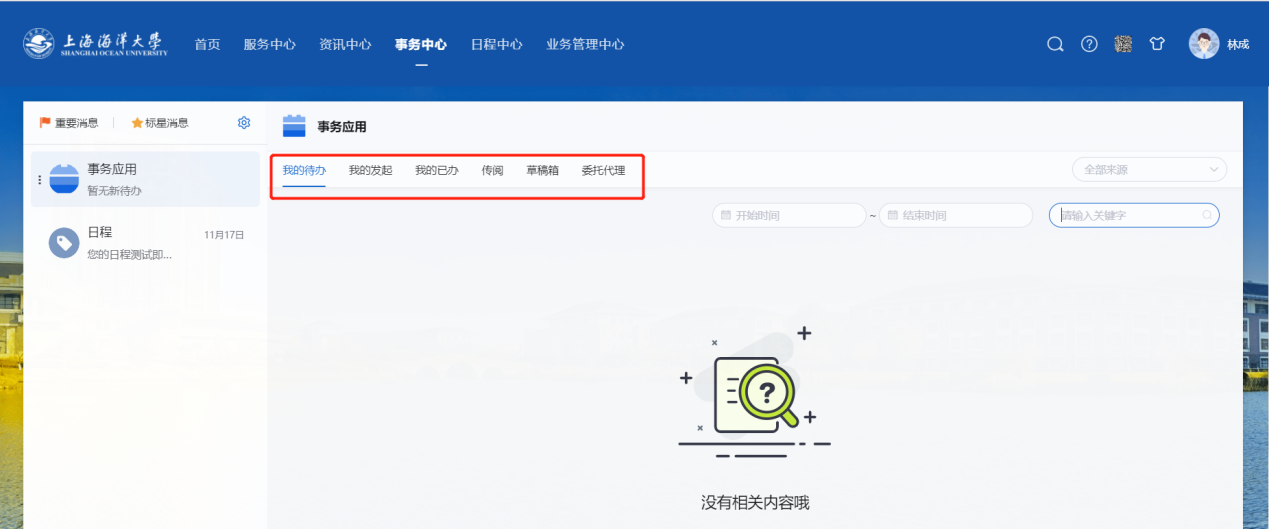 上海海洋大学 首页 服务中心 资讯中心 事务中心 日程中心 业务管理中心 林成
SHANGHAI OCEAN UNIVERSITY
重要消息 标星消息
事务应用
事务应用
暂无新待办
日程 11月17日
您的日程测试即...
我的待办 我的发起 我的已办 传阅 草稿箱 委托代理 全部来源
开始时间 ~ 结束时间 请输入关键字
没有相关内容哦